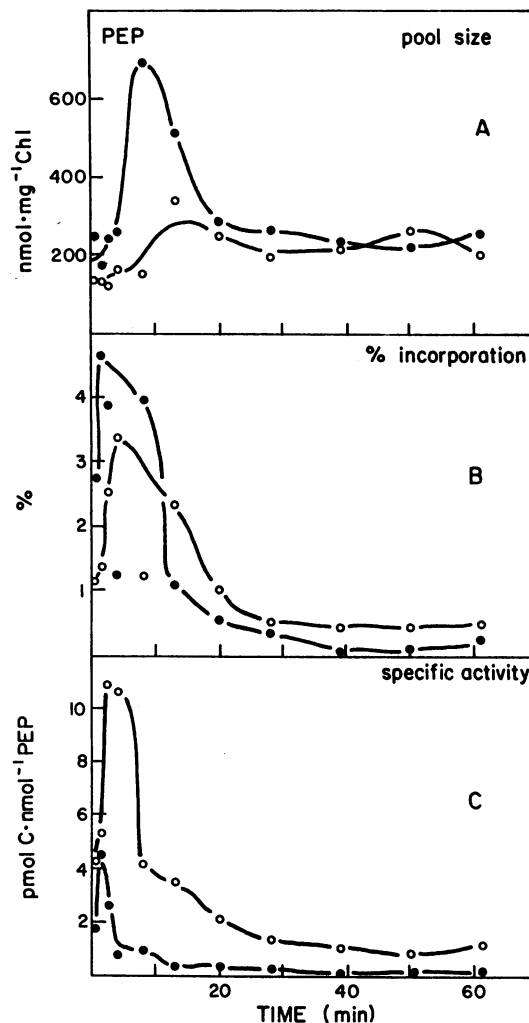 PEP
pool size
A
600
400
200
nmol·mg⁻¹Chl
% incorporation
B
4
3
2
1
%
specific activity
C
10
8
6
4
2
pmol C·nmol⁻¹PEP
20
40
60
TIME (min)